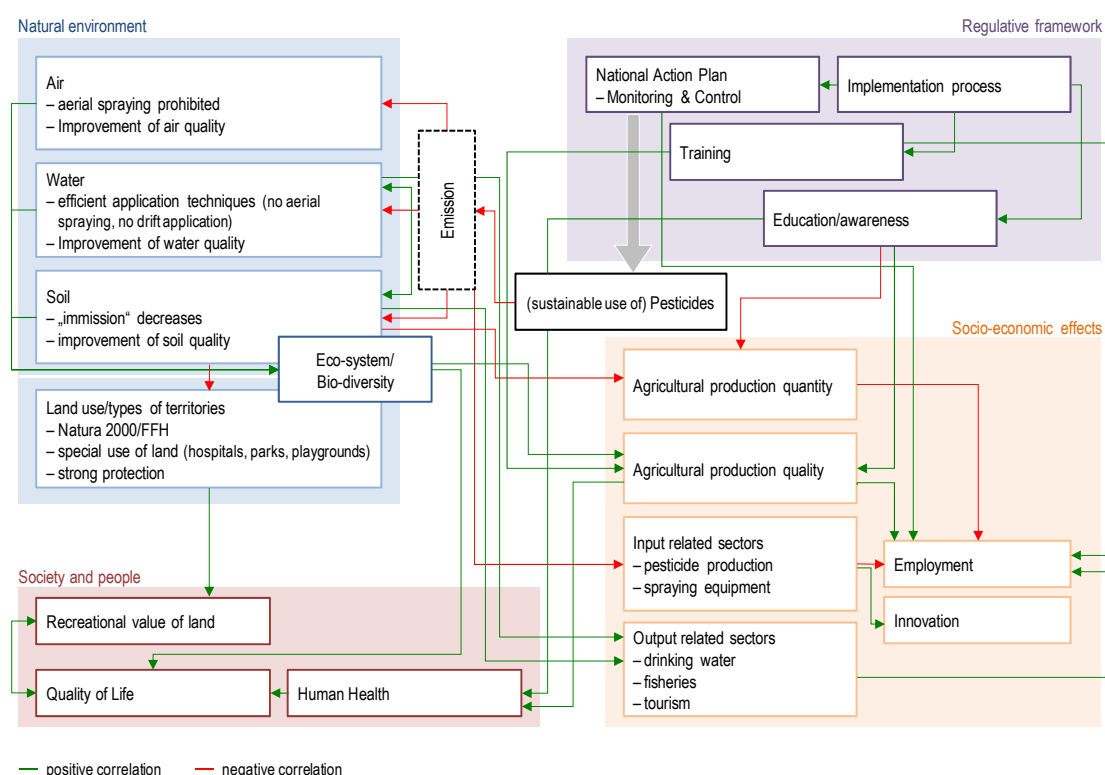 Natural environment
Regulative framework
Air
– aerial spraying prohibited
– Improvement of air quality
National Action Plan
– Monitoring & Control
Implementation process
Training
Water
– efficient application techniques (no aerial
spraying, no drift application)
– Improvement of water quality
Emission
Education/awareness
Soil
– „immission“ decreases
– improvement of soil quality
(sustainable use of) Pesticides
Socio-economic effects
Eco-system/
Bio-diversity
Agricultural production quantity
Land use/types of territories
– Natura 2000/FFH
– special use of land (hospitals, parks, playgrounds)
– strong protection
Agricultural production quality
Input related sectors
– pesticide production
– spraying equipment
Employment
Innovation
Society and people
Recreational value of land
Output related sectors
– drinking water
– fisheries
– tourism
Quality of Life
Human Health
positive correlation
negative correlation